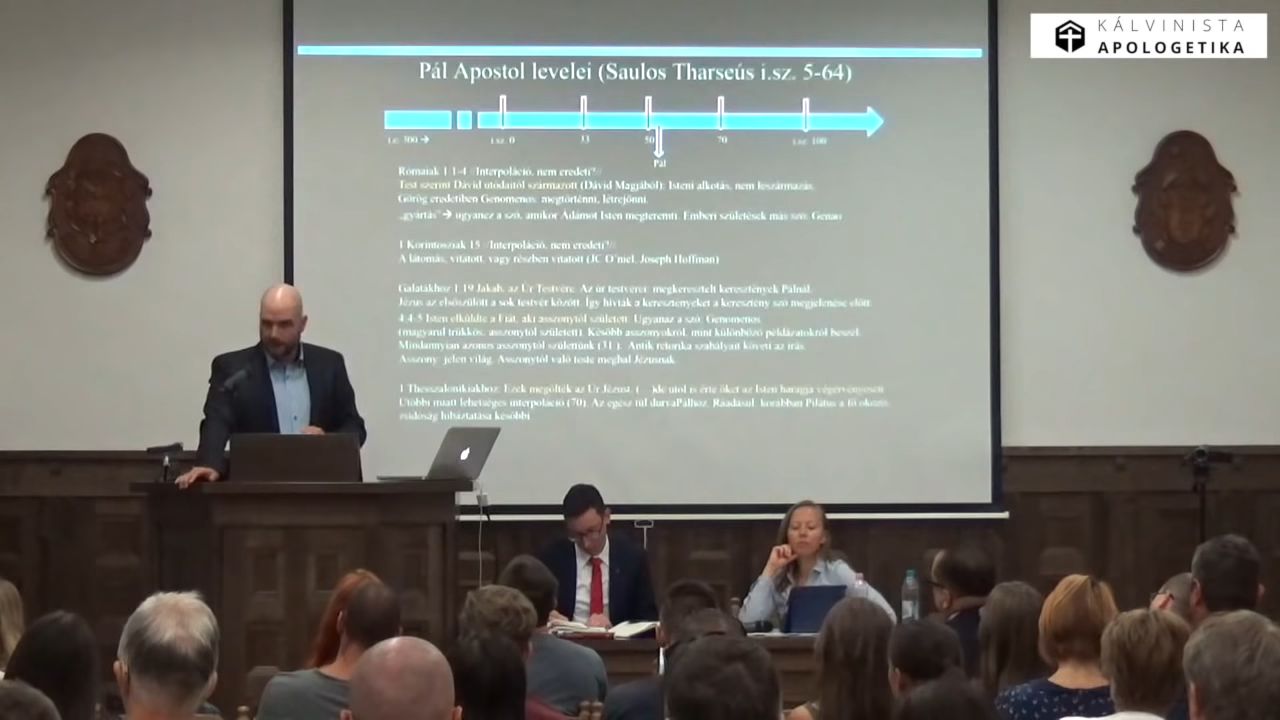 KÁLVINISTA
APOLOGETIKA
Pál Apostol levelei (Saulos Tharseús i.sz. 5-64)
i.e. 300 → i.sz. 0 33 50 70 i.sz. 100
Pál
Rómaiak 1 1-4 //Interpoláció, nem eredeti?//
Test szerint Dávid utódaitól származott (Dávid Magjából): Isteni alkotás, nem leszármazás.
Görög eredetiben Genomenos: megtörténni, létrejönni.
„gyártás”→ ugyanez a szó, amikor Ádámot Isten megteremti. Emberi születések más szó: Genao
1 Korintosziak 15 //Interpoláció, nem eredeti?//
A látomás, vitatott, vagy részben vitatott (JC O'niel, Joseph Hoffman)
Galatákhoz 1 19 Jakab, az Úr Testvére. Az úr testvérei: megkeresztelt keresztények Pálnál.
Jézus az elsőszülött a sok testvér között. Így hívták a keresztényeket a keresztény szó megjelenése előtt.
4:4-5 Isten elküldte a Fiát, aki asszonytól született. Ugyanaz a szó: Genomenos
(magyarul trükkös, asszonytól született). Később asszonyokról, mint különböző példázatokról beszél.
Mindannyian azonos asszonytól születtünk (31.). Antik retorika szabályait követi az írás.
Asszony: jelen világ. Asszonytól való teste meghal Jézusnak.
1 Thesszalonikiakhoz: Ezek megölték az Úr Jézust, (…)de utol is érte őket az Isten haragja végérvényesen
Utóbbi miatt lehetséges interpoláció (70). Az egész túl durvaPálhoz. Ráadásul: korábban Pilátus a fő okozó,
zsidóság hibáztatása későbbi